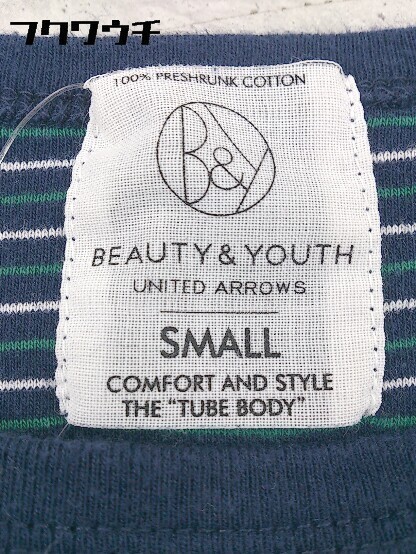 フクウウチ
100% PRESHRUNK COTTON
B&Y
BEAUTY & YOUTH
UNITED ARROWS
SMALL
COMFORT AND STYLE
THE "TUBE BODY"